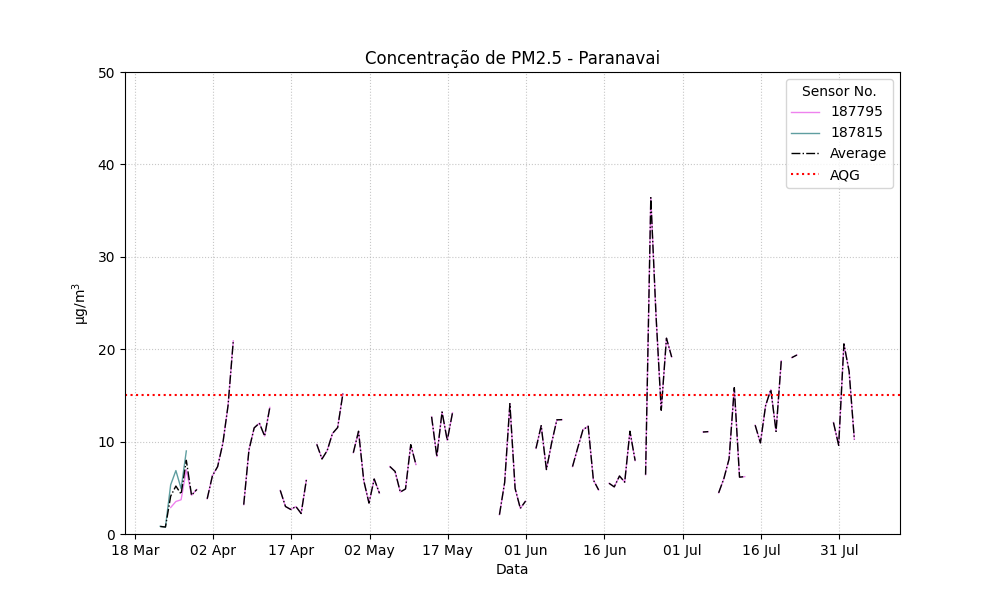 Concentração de PM2.5 - Paranavai
Sensor No.
187795
187815
Average
AQG
50
40
30
20
10
0
µg/m³
18 Mar 02 Apr 17 Apr 02 May 17 May 01 Jun 16 Jun 01 Jul 16 Jul 31 Jul
Data